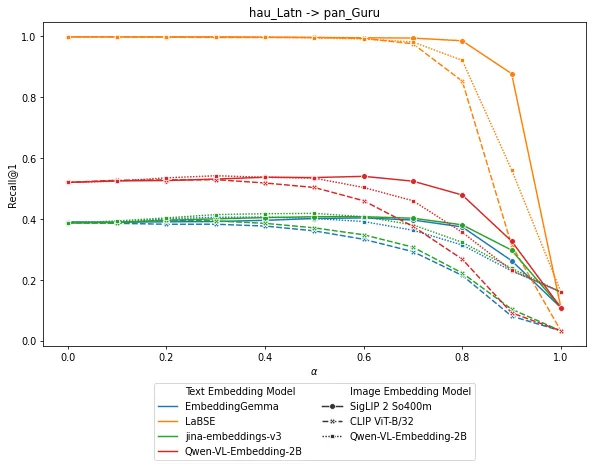 hau_Latn -> pan_Guru
Recall@1
1.0
0.8
0.6
0.4
0.2
0.0
0.0 0.2 0.4 0.6 0.8 1.0
α
Text Embedding Model
EmbeddingGemma
LaBSE
jina-embeddings-v3
Qwen-VL-Embedding-2B
Image Embedding Model
SigLIP 2 So400m
CLIP ViT-B/32
Qwen-VL-Embedding-2B